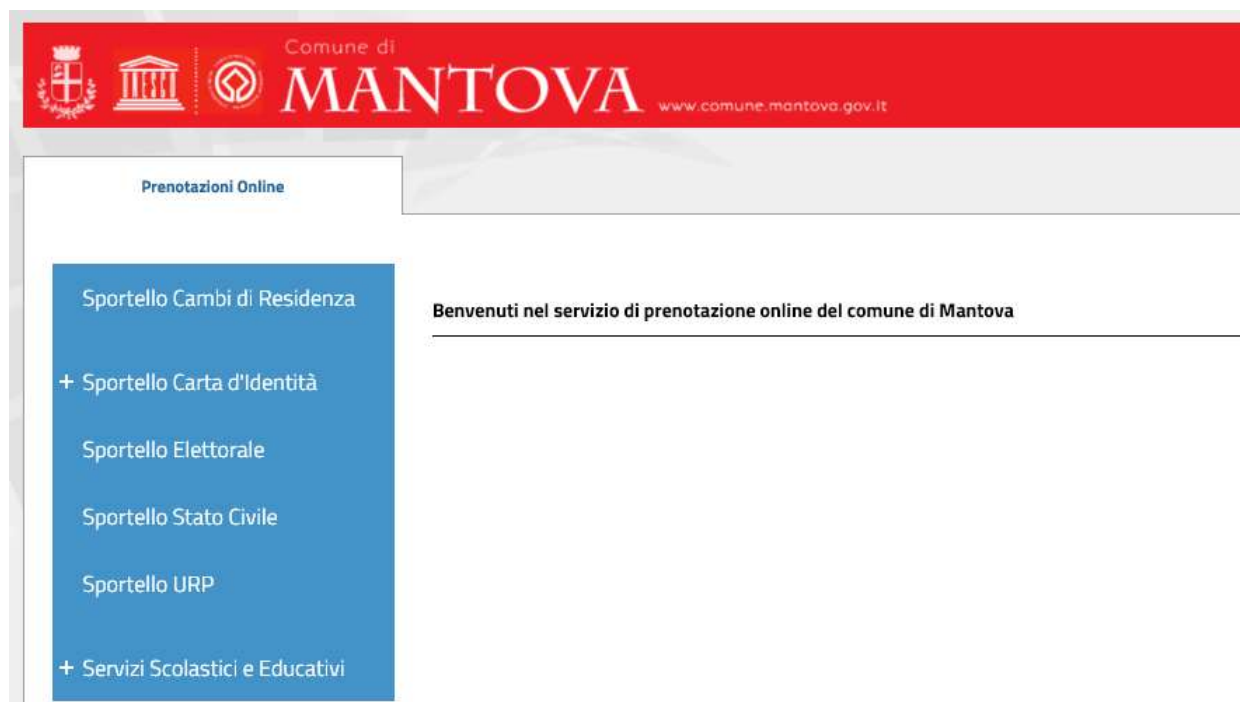 Comune di
MANTOVA www.comune.mantova.gov.it
Prenotazioni Online
Sportello Cambi di Residenza
Benvenuti nel servizio di prenotazione online del comune di Mantova
+ Sportello Carta d'Identità
Sportello Elettorale
Sportello Stato Civile
Sportello URP
+ Servizi Scolastici e Educativi